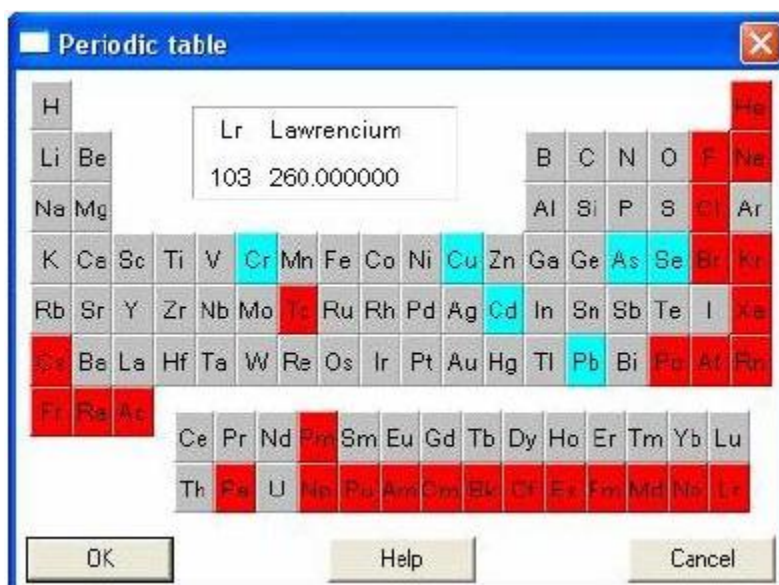 Periodic table
H He
Lr Lawrencium
Li Be B C N O F Ne
103 260.000000
Na Mg Al Si P S Cl Ar
K Ca Sc Ti V Cr Mn Fe Co Ni Cu Zn Ga Ge As Se Br Kr
Rb Sr Y Zr Nb Mo Tc Ru Rh Pd Ag Cd In Sn Sb Te I Xe
Cs Ba La Hf Ta W Re Os Ir Pt Au Hg Tl Pb Bi Po At Rn
Fr Ra Ac
Ce Pr Nd Pm Sm Eu Gd Tb Dy Ho Er Tm Yb Lu
Th Pa U Np Pu Am Cm Bk Cf Es Fm Md No Lr
OK Help Cancel